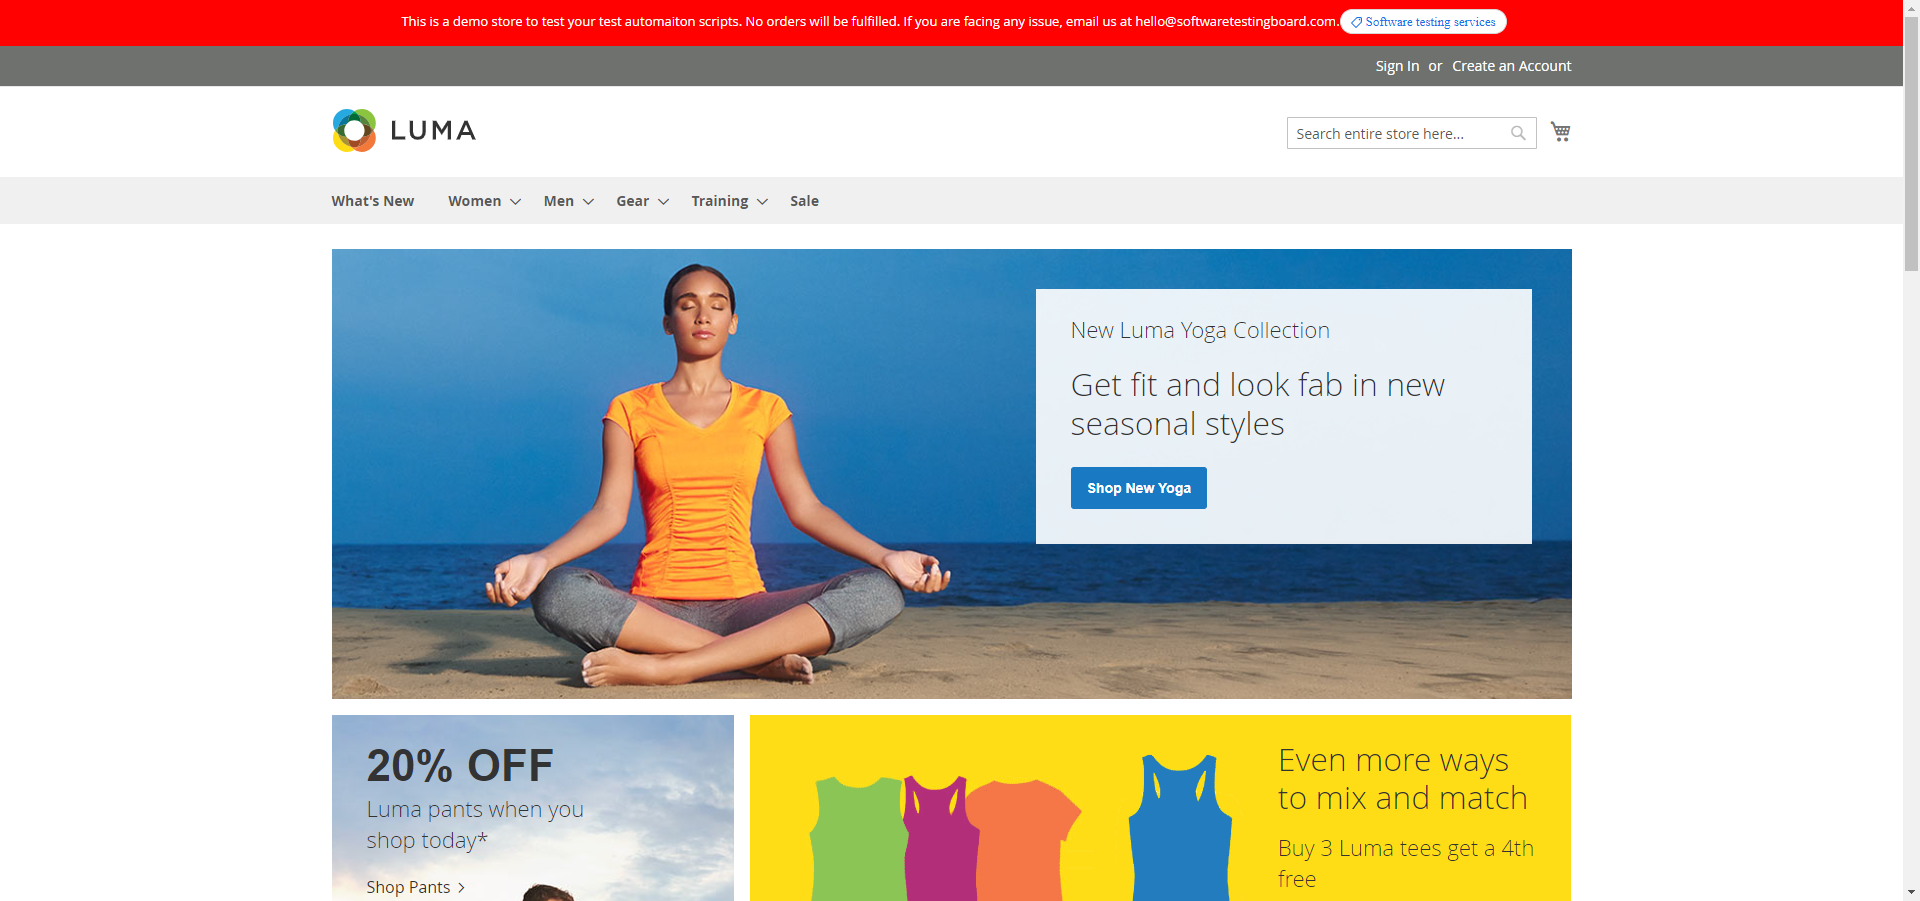 This is a demo store to test your test automaiton scripts. No orders will be fulfilled. If you are facing any issue, email us at hello@softwaretestingboard.com. Software testing services
Sign In or Create an Account
LUMA
Search entire store here...
What's New Women Men Gear Training Sale
New Luma Yoga Collection
Get fit and look fab in new
seasonal styles
Shop New Yoga
20% OFF
Luma pants when you
shop today*
Shop Pants
Even more ways
to mix and match
Buy 3 Luma tees get a 4th
free